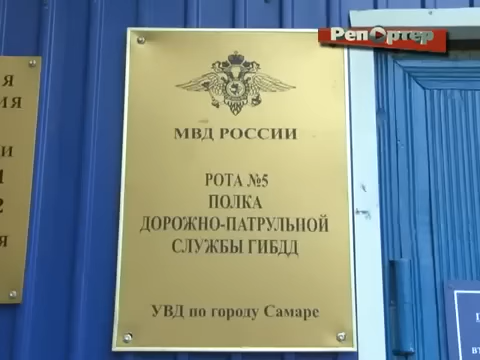 РепОртер
МВД РОССИИ
РОТА №5
ПОЛКА
ДОРОЖНО-ПАТРУЛЬНОЙ
СЛУЖБЫ ГИБДД
УВД по городу Самаре